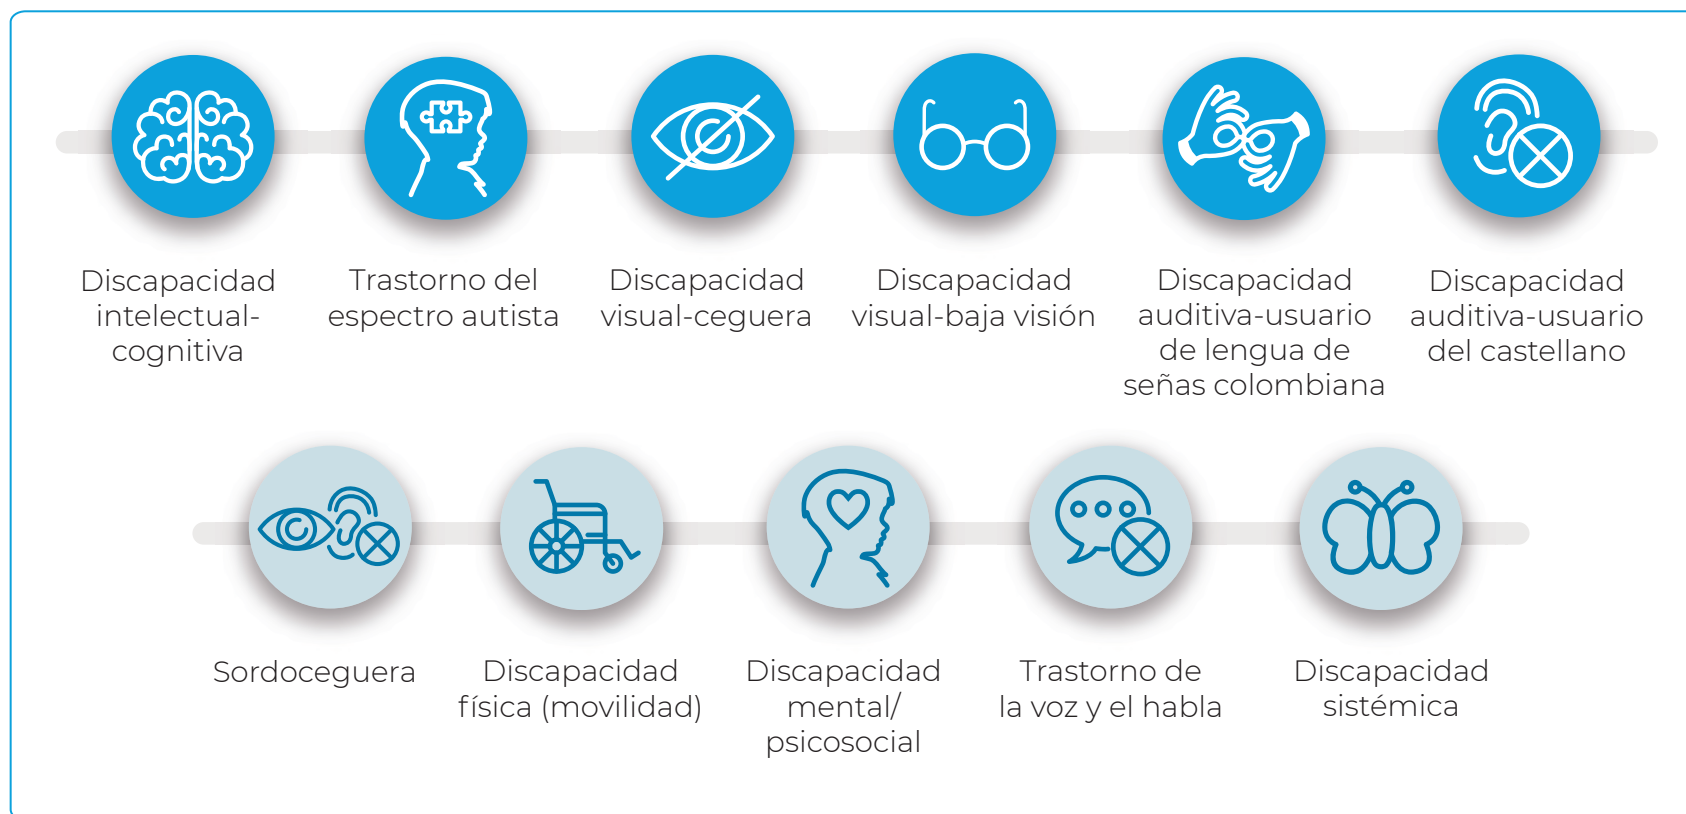 Discapacidad
intelectual-
cognitiva
Trastorno del
espectro autista
Discapacidad
visual-ceguera
Discapacidad
visual-baja visión
Discapacidad
auditiva-usuario
de lengua de
señas colombiana
Discapacidad
auditiva-usuario
del castellano
Sordoceguera
Discapacidad
física (movilidad)
Discapacidad
mental/
psicosocial
Trastorno de
la voz y el habla
Discapacidad
sistémica